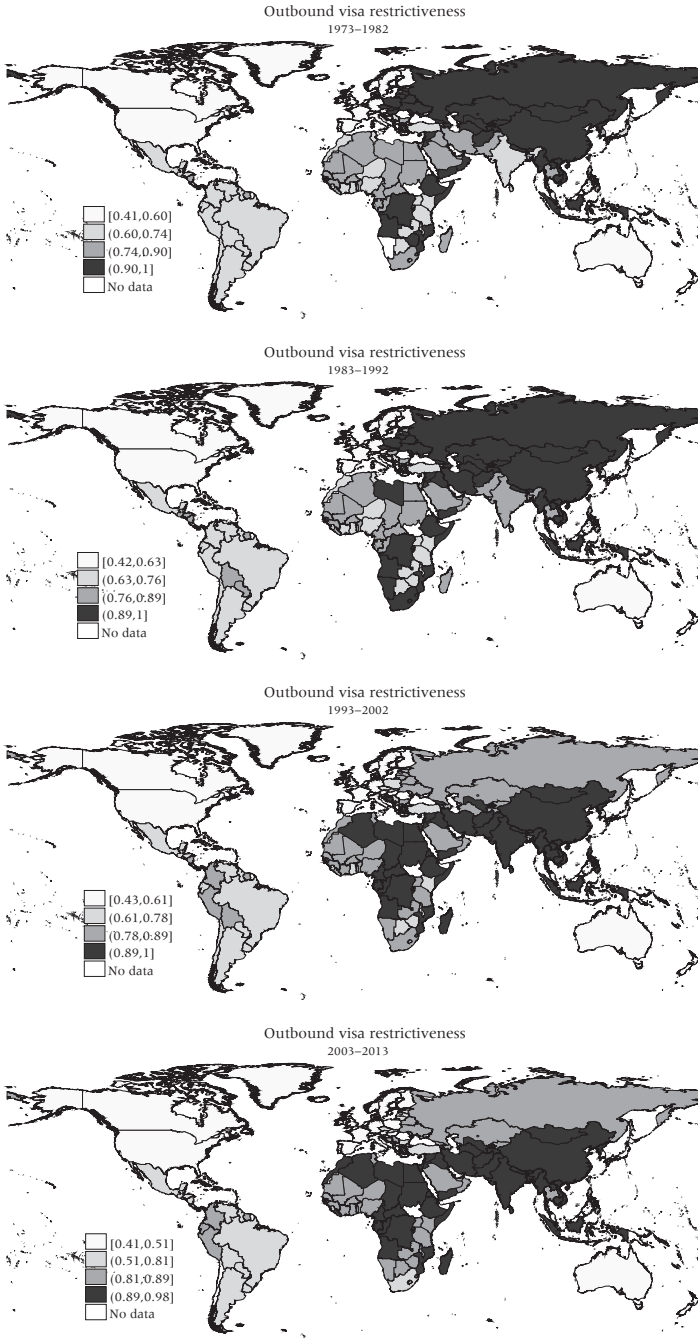 Outbound visa restrictiveness
1973–1982
[0.41,0.60]
(0.60,0.74]
(0.74,0.90]
(0.90,1]
No data
Outbound visa restrictiveness
1983–1992
[0.42,0.63]
(0.63,0.76]
(0.76,0.89]
(0.89,1]
No data
Outbound visa restrictiveness
1993–2002
[0.43,0.61]
(0.61,0.78]
(0.78,0.89]
(0.89,1]
No data
Outbound visa restrictiveness
2003–2013
[0.41,0.51]
(0.51,0.81]
(0.81,0.89]
(0.89,0.98]
No data